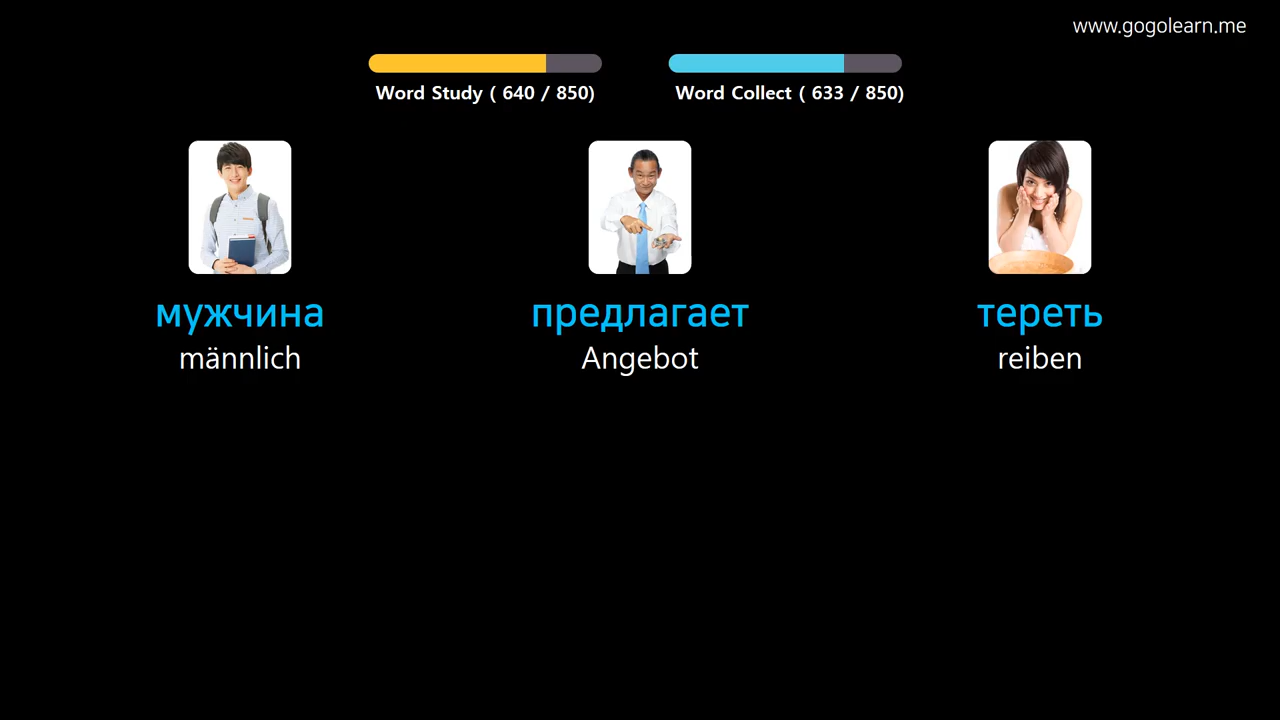 www.gogolearn.me
Word Study ( 640 / 850)
Word Collect ( 633 / 850)
мужчина
männlich
предлагает
Angebot
тереть
reiben